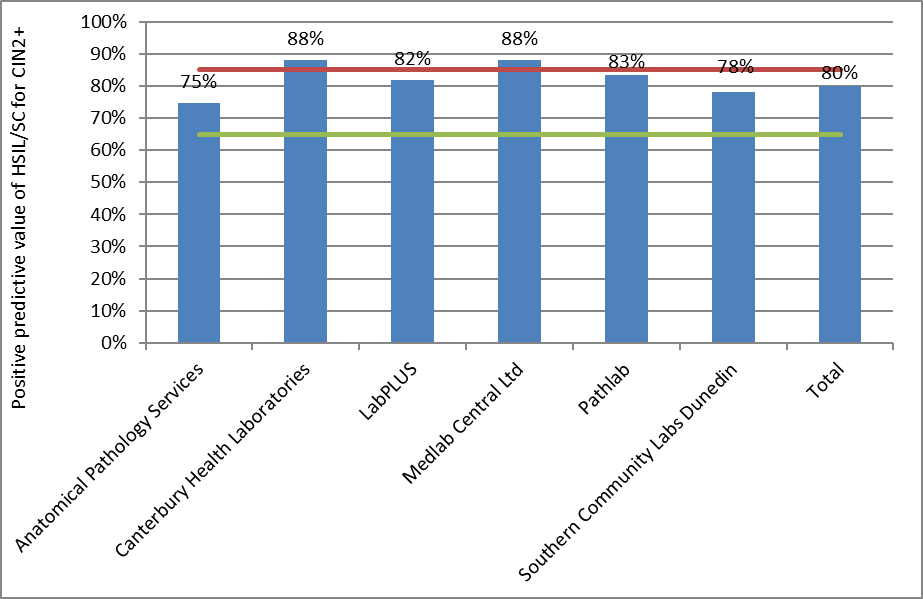 Positive predictive value of HSIL/SC for CIN2+
100%
90%
80%
70%
60%
50%
40%
30%
20%
10%
0%
75%
88%
82%
88%
83%
78%
80%
Anatomical Pathology Services
Canterbury Health Laboratories
LabPLUS
Medlab Central Ltd
Pathlab
Southern Community Labs Dunedin
Total